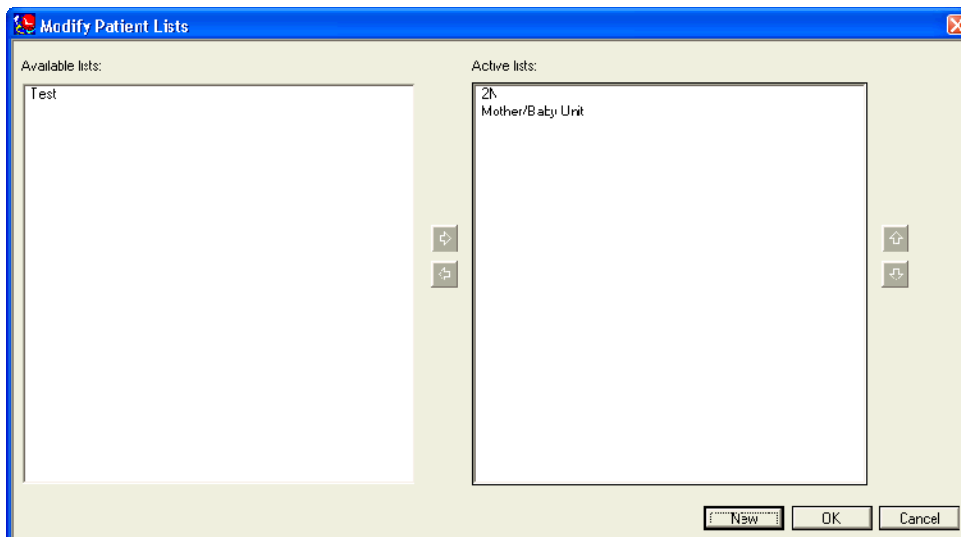 Modify Patient Lists
Available lists:
Active lists:
Test
2N
Mother/Baby Unit
New
OK
Cancel